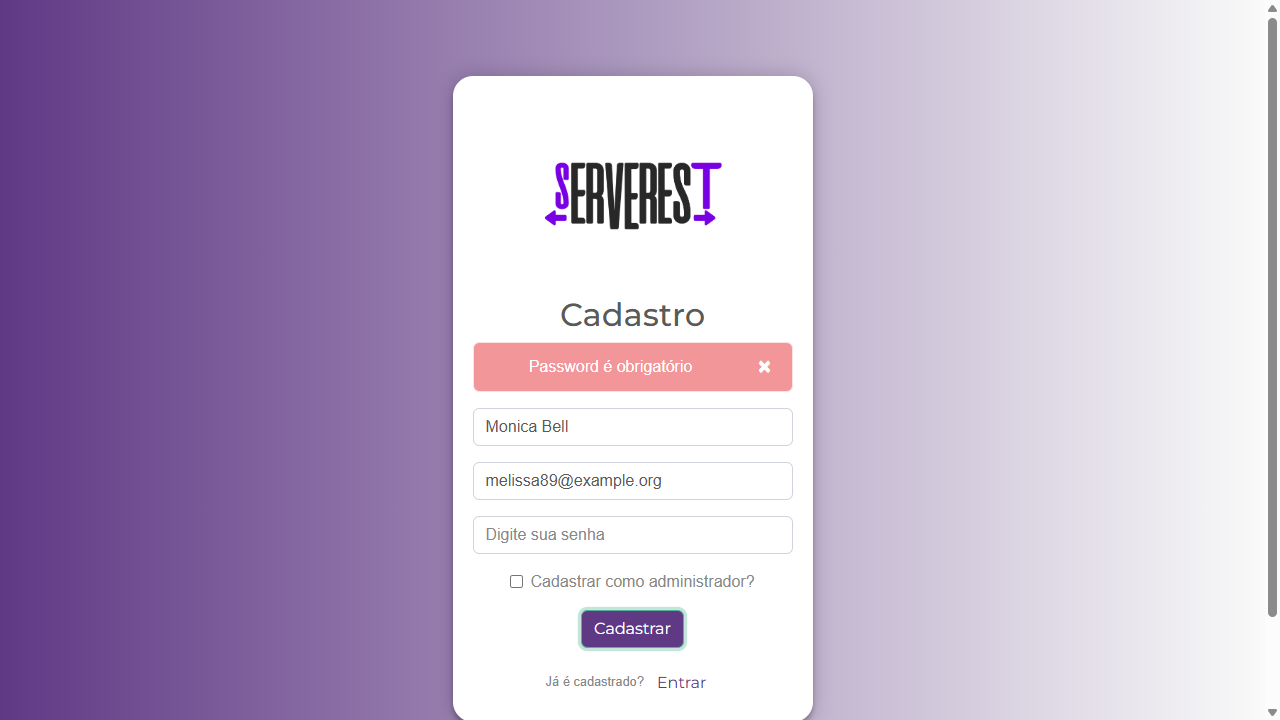 SERVEREST
Cadastro
Password é obrigatório
Monica Bell
melissa89@example.org
Digite sua senha
Cadastrar como administrador?
Cadastrar
Já é cadastrado? Entrar